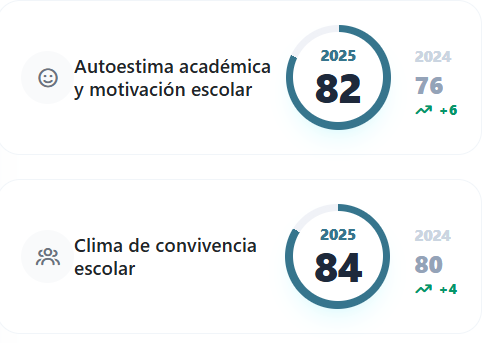 Autoestima académica
y motivación escolar
2025
82
2024
76
+6
Clima de convivencia
escolar
2025
84
2024
80
+4